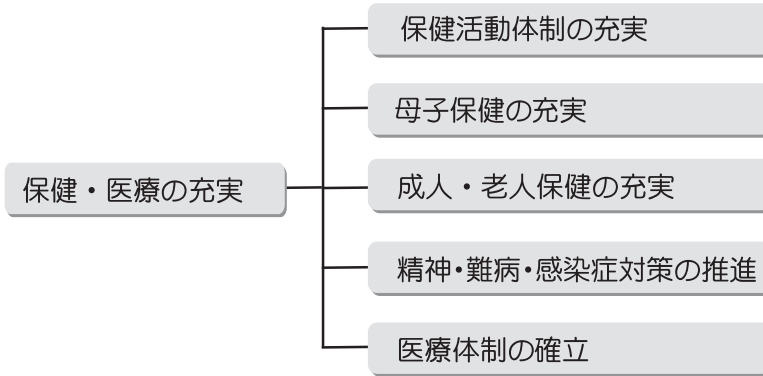 保健・医療の充実
保健活動体制の充実
母子保健の充実
成人・老人保健の充実
精神・難病・感染症対策の推進
医療体制の確立